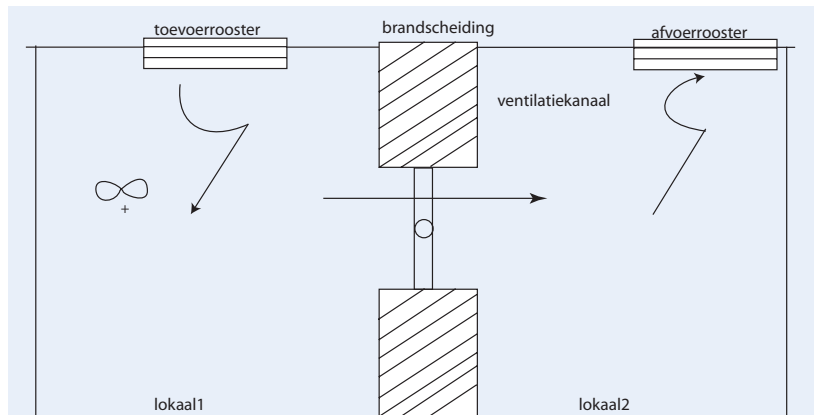 toevoerrooster
brandscheiding
afvoerrooster
ventilatiekanaal
+
lokaal1
lokaal2